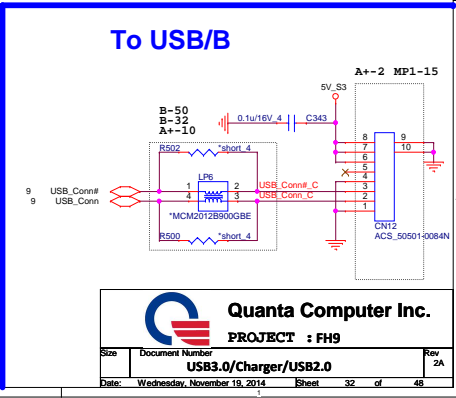 To USB/B
A+-2 MP1-15
5V_S3
B-50
B-32
A+-10
0.1u/16V_4 C343
R502 *short_4
8 9
7 10
6
5
4
3
2
1
LP6
9 USB_Conn# 1 2 USB_Conn#_C
9 USB_Conn 4 3 USB_Conn_C
*MCM2012B900GBE
CN12
ACS_50501-0084N
R500 *short_4
Quanta Computer Inc.
PROJECT : FH9
Size Document Number Rev
USB3.0/Charger/USB2.0 2A
Date: Wednesday, November 19, 2014 Sheet 32 of 48
1